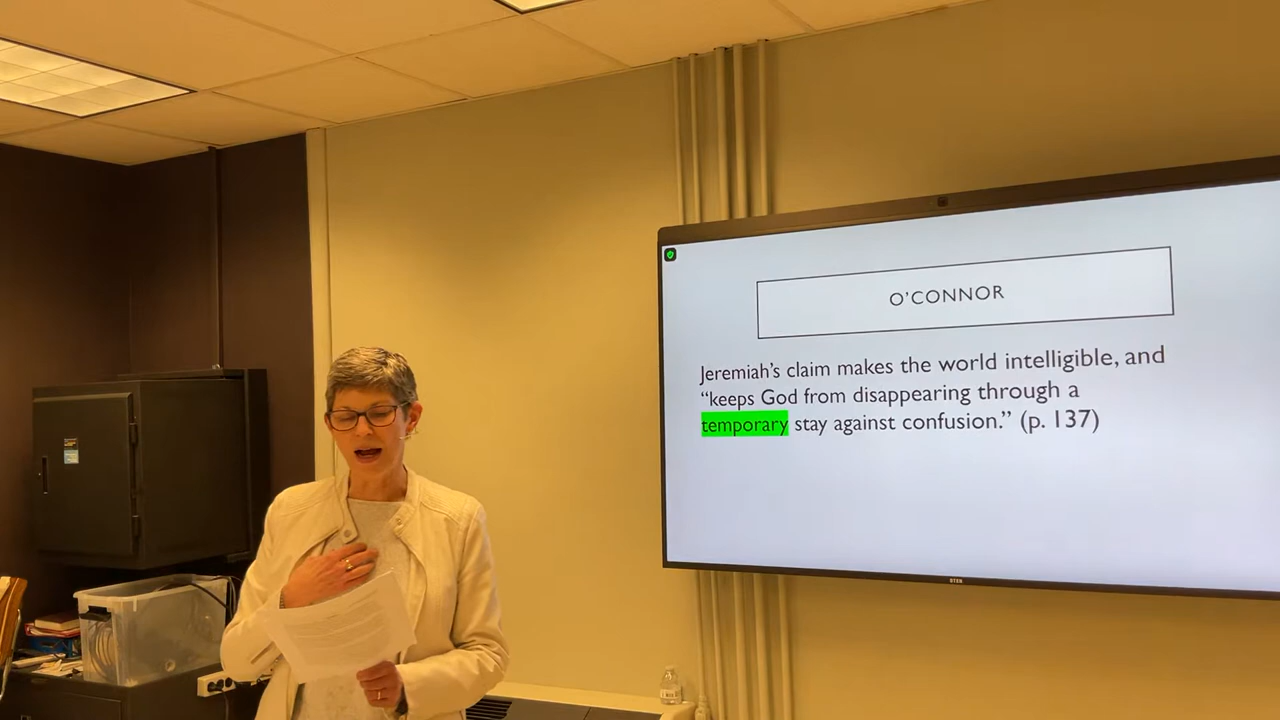 O'CONNOR
Jeremiah's claim makes the world intelligible, and
“keeps God from disappearing through a
temporary stay against confusion.” (p. 137)